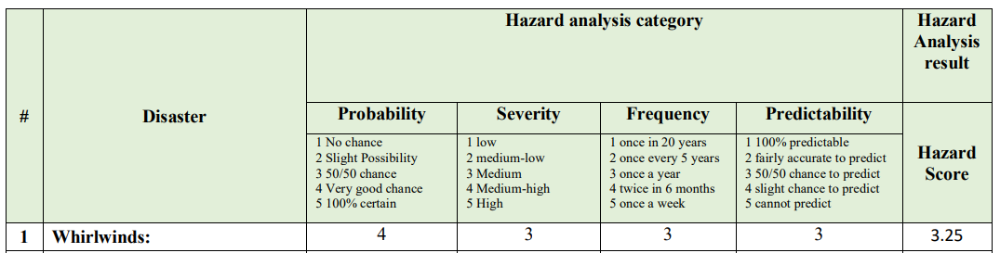 #
Disaster
Hazard analysis category
Hazard
Analysis
result
Probability
Severity
Frequency
Predictability
1 No chance
2 Slight Possibility
3 50/50 chance
4 Very good chance
5 100% certain
1 low
2 medium-low
3 Medium
4 Medium-high
5 High
1 once in 20 years
2 once every 5 years
3 once a year
4 twice in 6 months
5 once a week
1 100% predictable
2 fairly accurate to predict
3 50/50 chance to predict
4 slight chance to predict
5 cannot predict
Hazard
Score
1 Whirlwinds: 4 3 3 3 3.25